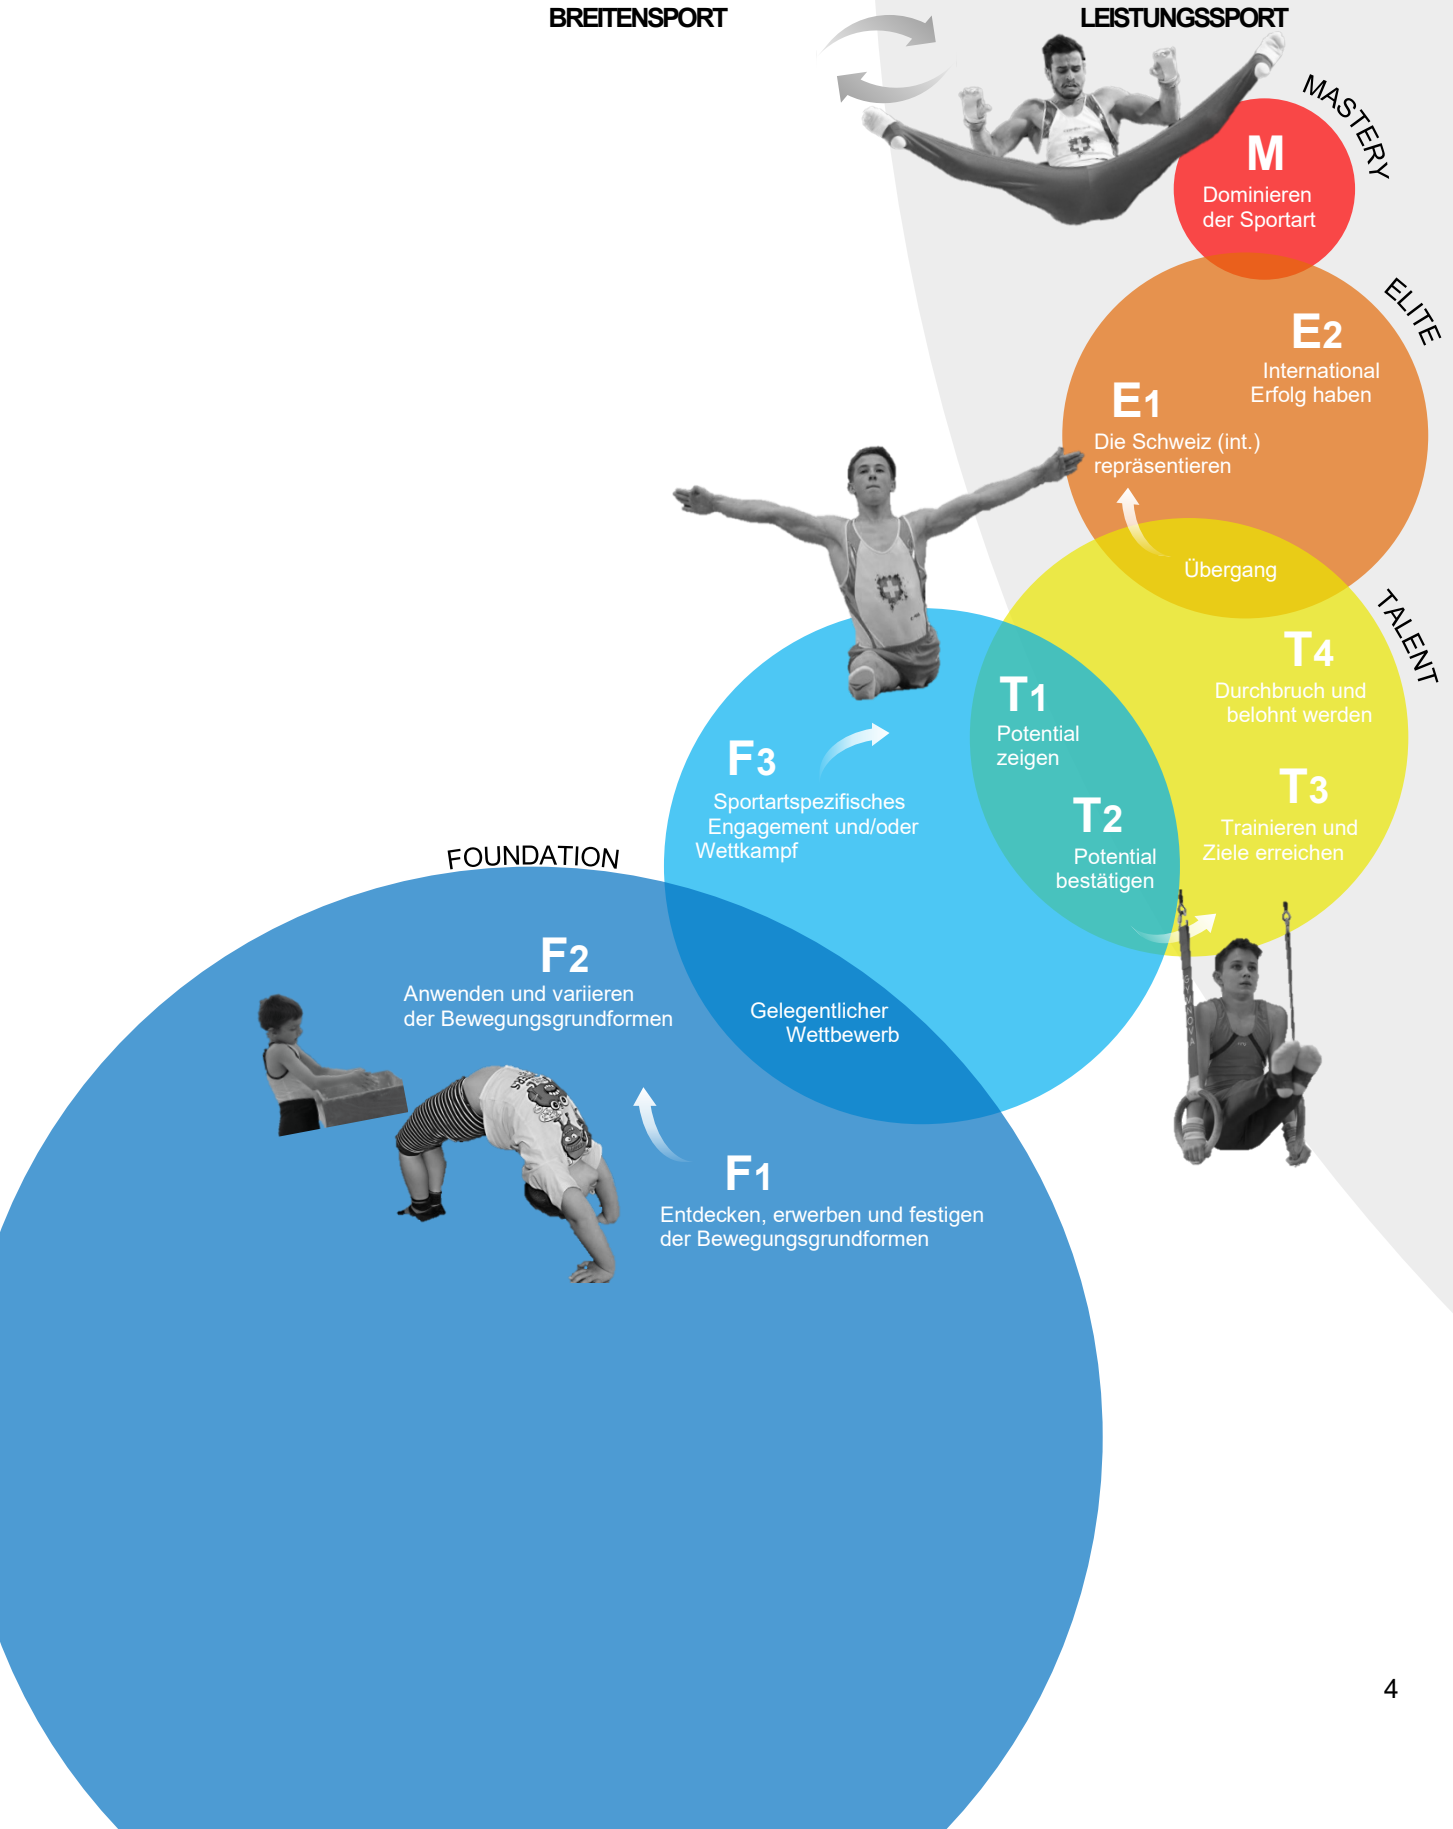 BREITENSPORT
LEISTUNGSSPORT
MASTERY
M
Dominieren
der Sportart
ELITE
E2
International
Erfolg haben
E1
Die Schweiz (int.)
repräsentieren
Übergang
TALENT
T4
Durchbruch und
belohnt werden
T1
Potential
zeigen
F3
Sportartspezifisches
Engagement und/oder
Wettkampf
T3
Trainieren und
Ziele erreichen
T2
Potential
bestätigen
FOUNDATION
F2
Anwenden und variieren
der Bewegungsgrundformen
Gelegentlicher
Wettbewerb
F1
Entdecken, erwerben und festigen
der Bewegungsgrundformen
4